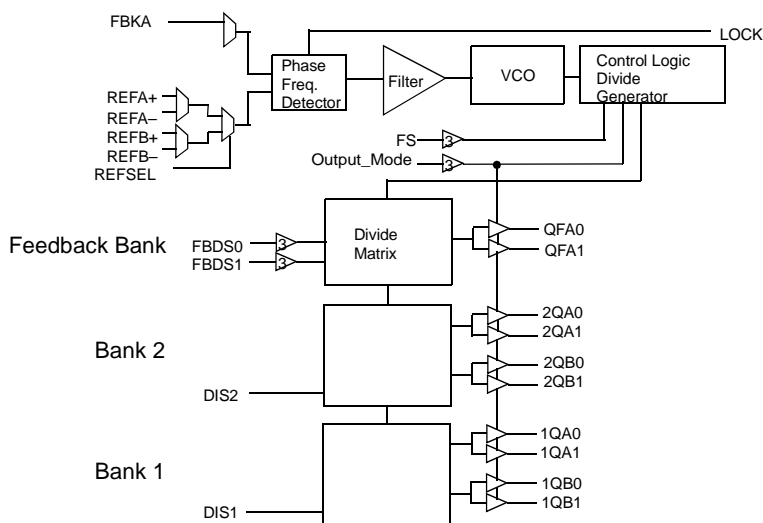 FBKA
LOCK
Phase
Freq.
Detector
Filter
VCO
Control Logic
Divide
Generator
REFA+
REFA–
REFB+
REFB–
REFSEL
FS
3
Output_Mode
3
Feedback Bank
FBDS0
3
FBDS1
3
Divide
Matrix
QFA0
QFA1
Bank 2
2QA0
2QA1
2QB0
2QB1
DIS2
Bank 1
1QA0
1QA1
1QB0
1QB1
DIS1